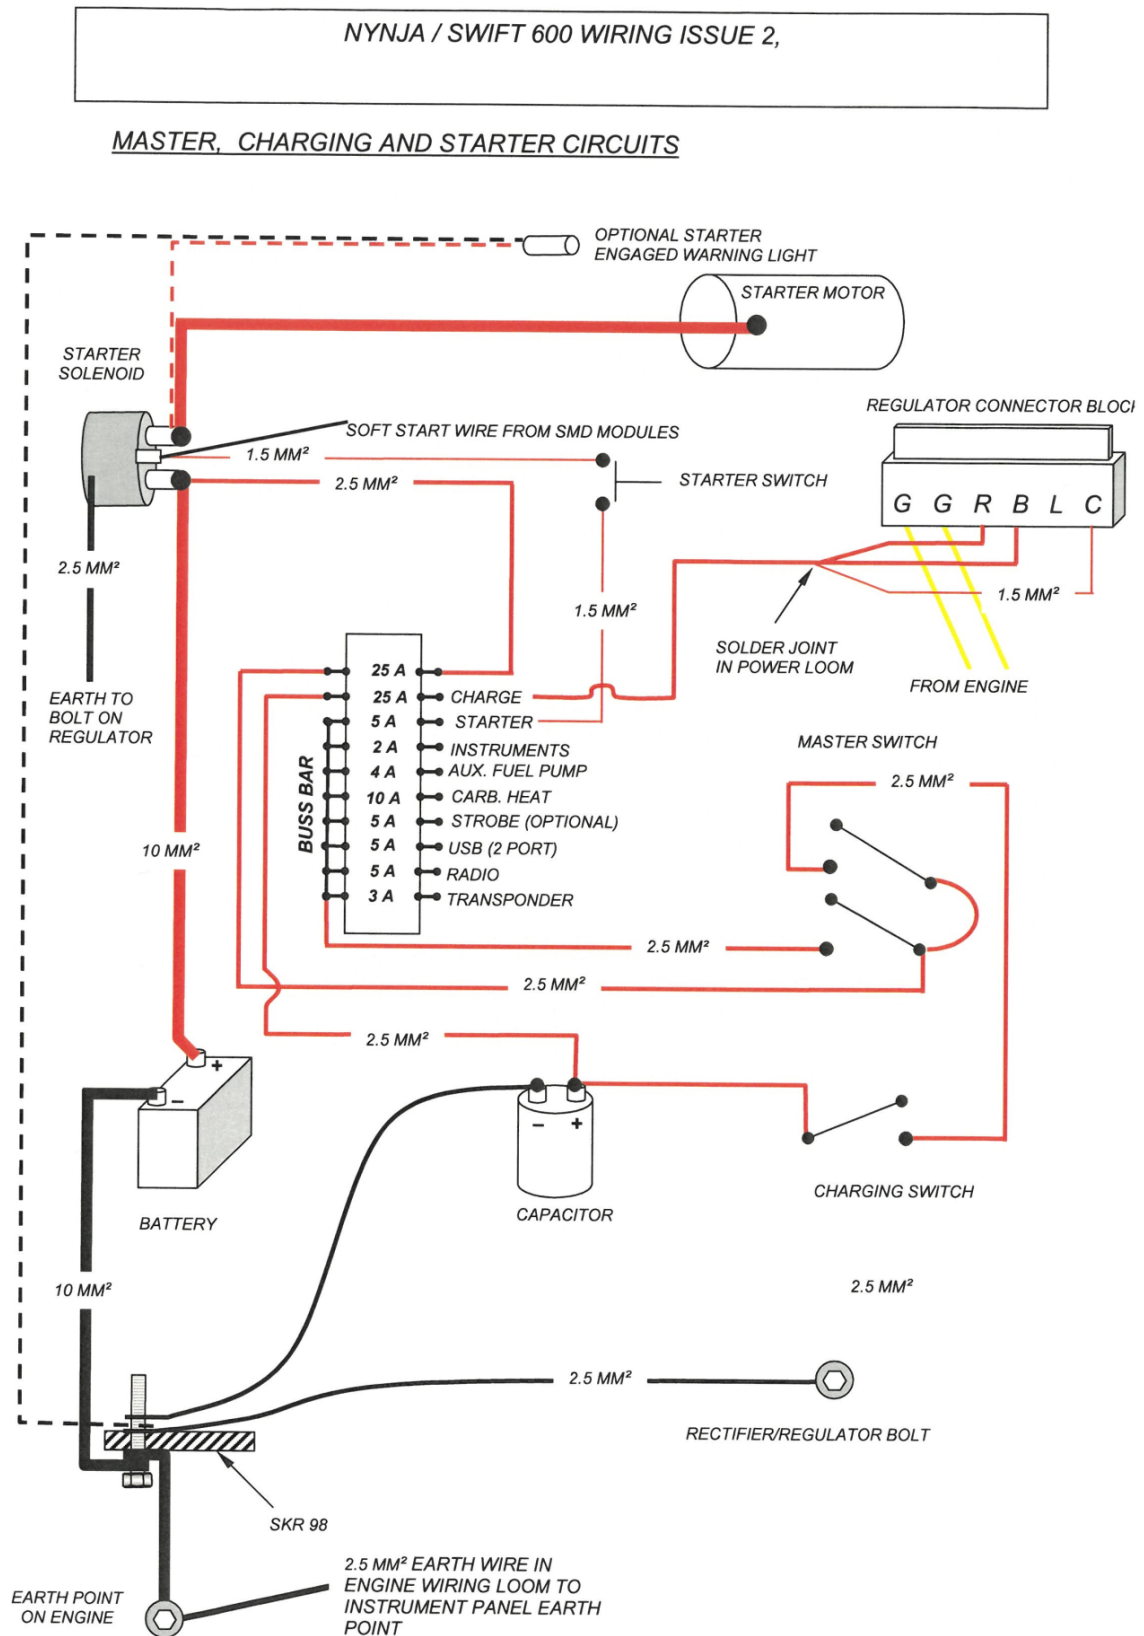 NYNJA / SWIFT 600 WIRING ISSUE 2,
MASTER, CHARGING AND STARTER CIRCUITS
OPTIONAL STARTER
ENGAGED WARNING LIGHT
STARTER MOTOR
STARTER
SOLENOID
REGULATOR CONNECTOR BLOCK
SOFT START WIRE FROM SMD MODULES
1.5 MM²
2.5 MM²
STARTER SWITCH
G G R B L C
2.5 MM²
1.5 MM²
1.5 MM²
SOLDER JOINT
IN POWER LOOM
FROM ENGINE
EARTH TO
BOLT ON
REGULATOR
25 A
25 A CHARGE
5 A STARTER
2 A INSTRUMENTS
4 A AUX. FUEL PUMP
10 A CARB. HEAT
5 A STROBE (OPTIONAL)
5 A USB (2 PORT)
5 A RADIO
3 A TRANSPONDER
BUSS BAR
MASTER SWITCH
2.5 MM²
10 MM²
2.5 MM²
2.5 MM²
2.5 MM²
+
−
BATTERY
− +
CAPACITOR
CHARGING SWITCH
10 MM²
2.5 MM²
2.5 MM²
RECTIFIER/REGULATOR BOLT
SKR 98
EARTH POINT
ON ENGINE
2.5 MM² EARTH WIRE IN
ENGINE WIRING LOOM TO
INSTRUMENT PANEL EARTH
POINT